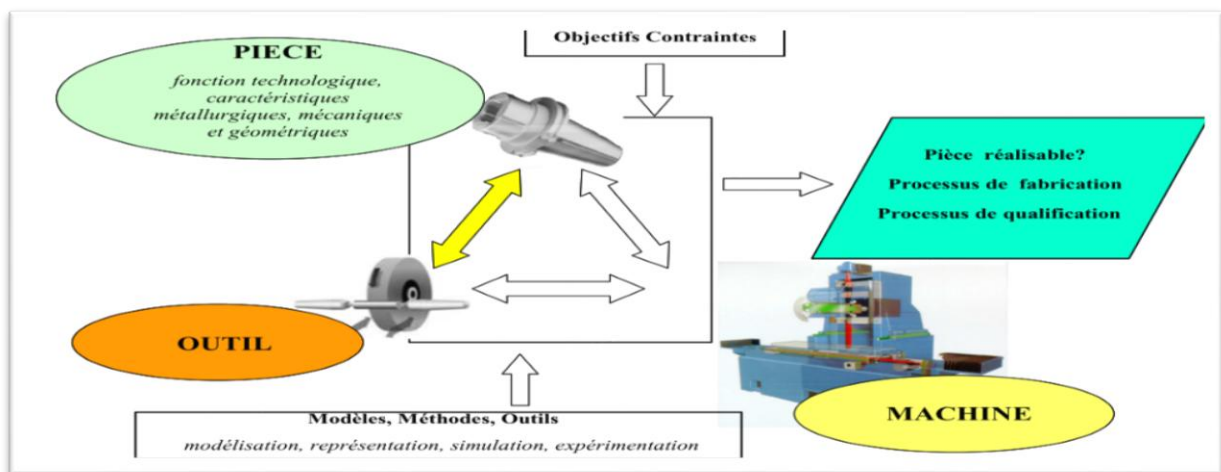 Objectifs Contraintes
PIECE
fonction technologique,
caractéristiques
métallurgiques, mécaniques
et géométriques
Pièce réalisable?
Processus de fabrication
Processus de qualification
OUTIL
MACHINE
Modèles, Méthodes, Outils
modélisation, représentation, simulation, expérimentation